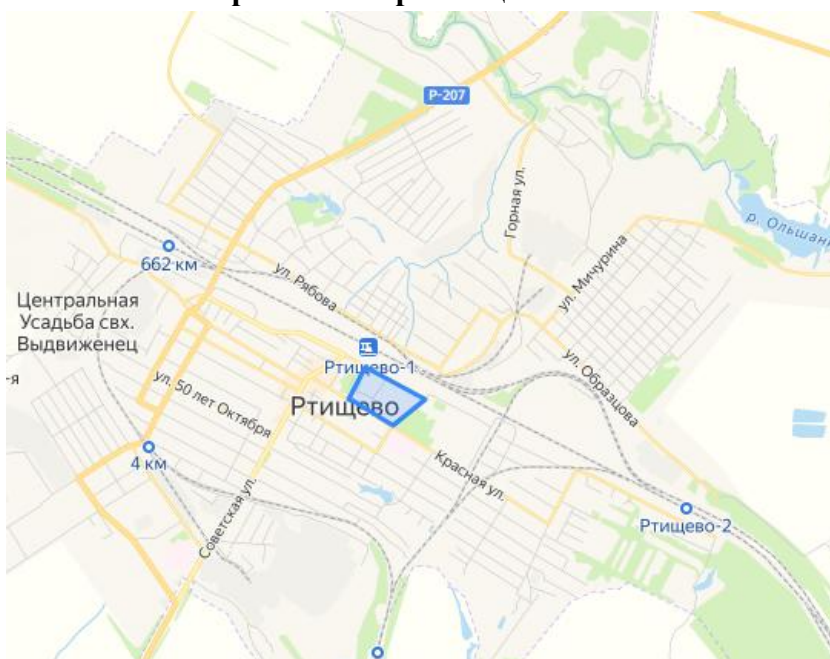 Р-207
Горная ул.
р. Ольшан
662 км
ул. Рябова
ул. Мичурина
Центральная
Усадьба свх.
Выдвиженец
Ртищево-1
ул. Образцова
-я
ул. 50 лет Октября
Ртищево
4 км
Красная ул.
Советская ул.
Ртищево-2